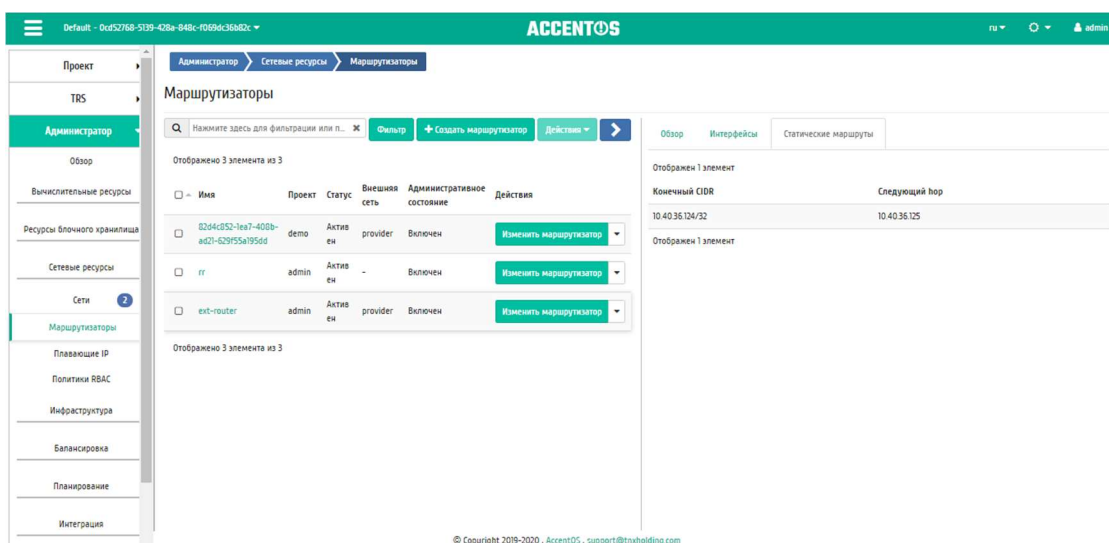 Default - 0cd52768-5139-428a-848c-f069dc36b82c
ACCENTOS
ru
admin
Проект
TRS
Администратор
Обзор
Вычислительные ресурсы
Ресурсы блочного хранилища
Сетевые ресурсы
Сети 2
Маршрутизаторы
Плавающие IP
Политики RBAC
Инфраструктура
Балансировка
Планирование
Интеграция
Администратор Сетевые ресурсы Маршрутизаторы
Маршрутизаторы
Нажмите здесь для фильтрации или п... Фильтр Создать маршрутизатор Действия
Отображено 3 элемента из 3
Имя Проект Статус Внешняя сеть Административное состояние Действия
82d4c852-1ea7-408b-ad21-629f55a195dd demo Активен provider Включен Изменить маршрутизатор
rr admin Активен - Включен Изменить маршрутизатор
ext-router admin Активен provider Включен Изменить маршрутизатор
Отображено 3 элемента из 3
Обзор Интерфейсы Статические маршруты
Отображен 1 элемент
Конечный CIDR Следующий hop
10.40.36.124/32 10.40.36.125
Отображен 1 элемент
© Copyright 2019-2020 . AccentOS . support@tnxholding.com